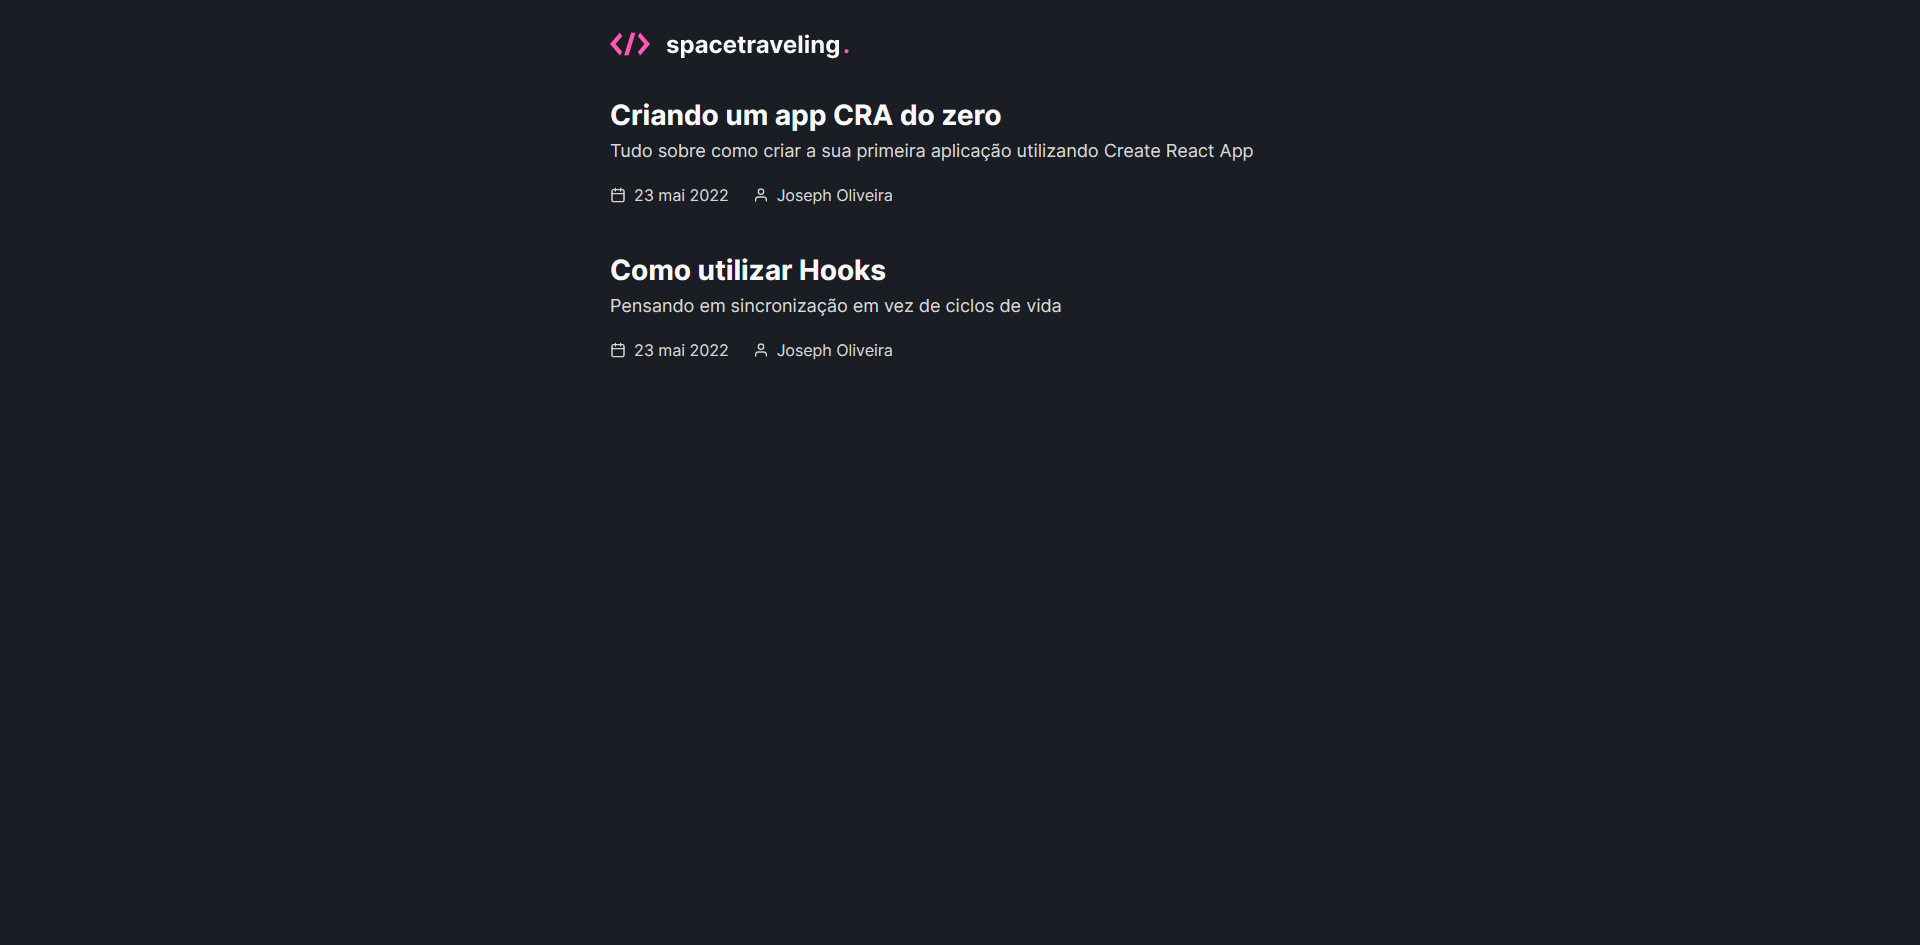 </> spacetraveling.
Criando um app CRA do zero
Tudo sobre como criar a sua primeira aplicação utilizando Create React App
23 mai 2022 Joseph Oliveira
Como utilizar Hooks
Pensando em sincronização em vez de ciclos de vida
23 mai 2022 Joseph Oliveira